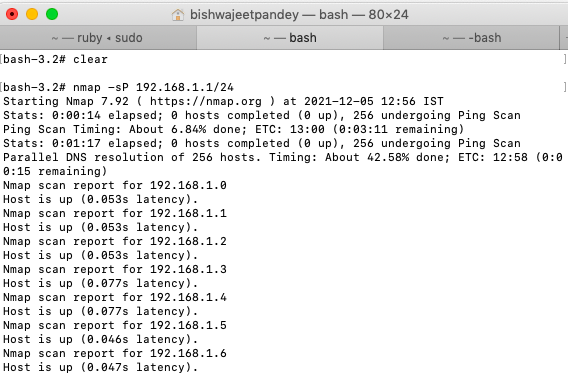 bishwajeetpandey — bash — 80×24
~ — ruby ◂ sudo
~ — bash
~ — -bash
[bash-3.2# clear ]
[bash-3.2# nmap -sP 192.168.1.1/24 ]
Starting Nmap 7.92 ( https://nmap.org ) at 2021-12-05 12:56 IST
Stats: 0:00:14 elapsed; 0 hosts completed (0 up), 256 undergoing Ping Scan
Ping Scan Timing: About 6.84% done; ETC: 13:00 (0:03:11 remaining)
Stats: 0:01:17 elapsed; 0 hosts completed (0 up), 256 undergoing Ping Scan
Parallel DNS resolution of 256 hosts. Timing: About 42.58% done; ETC: 12:58 (0:0
0:15 remaining)
Nmap scan report for 192.168.1.0
Host is up (0.053s latency).
Nmap scan report for 192.168.1.1
Host is up (0.053s latency).
Nmap scan report for 192.168.1.2
Host is up (0.053s latency).
Nmap scan report for 192.168.1.3
Host is up (0.077s latency).
Nmap scan report for 192.168.1.4
Host is up (0.077s latency).
Nmap scan report for 192.168.1.5
Host is up (0.046s latency).
Nmap scan report for 192.168.1.6
Host is up (0.047s latency).